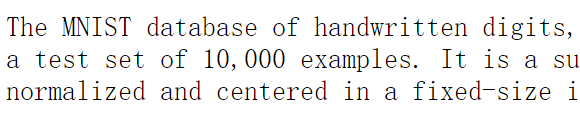 The MNIST database of handwritten digits,
a test set of 10,000 examples. It is a su
normalized and centered in a fixed-size i